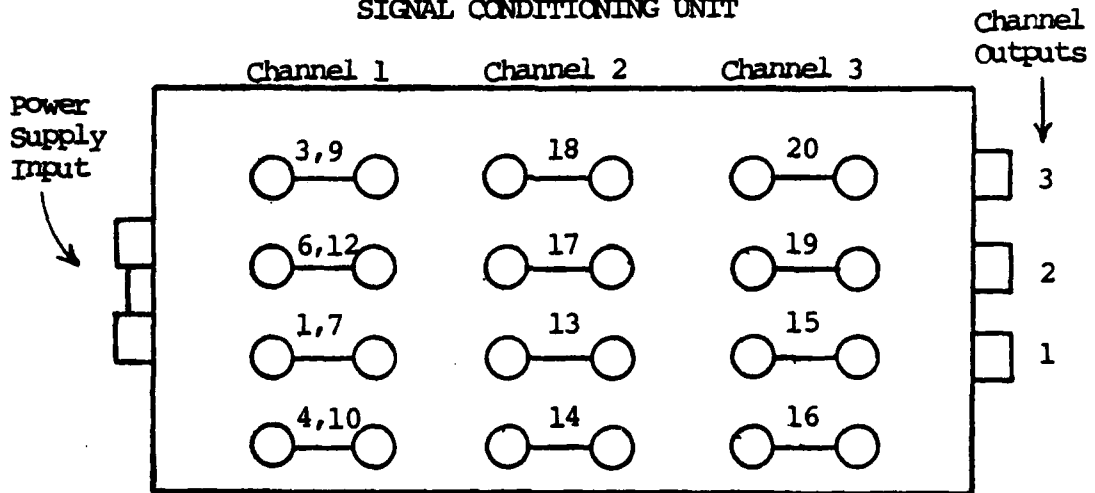 SIGNAL CONDITIONING UNIT
Channel
Outputs
Channel 1 Channel 2 Channel 3
Power
Supply
Input
3,9 18 20
3
6,12 17 19
2
1,7 13 15
1
4,10 14 16